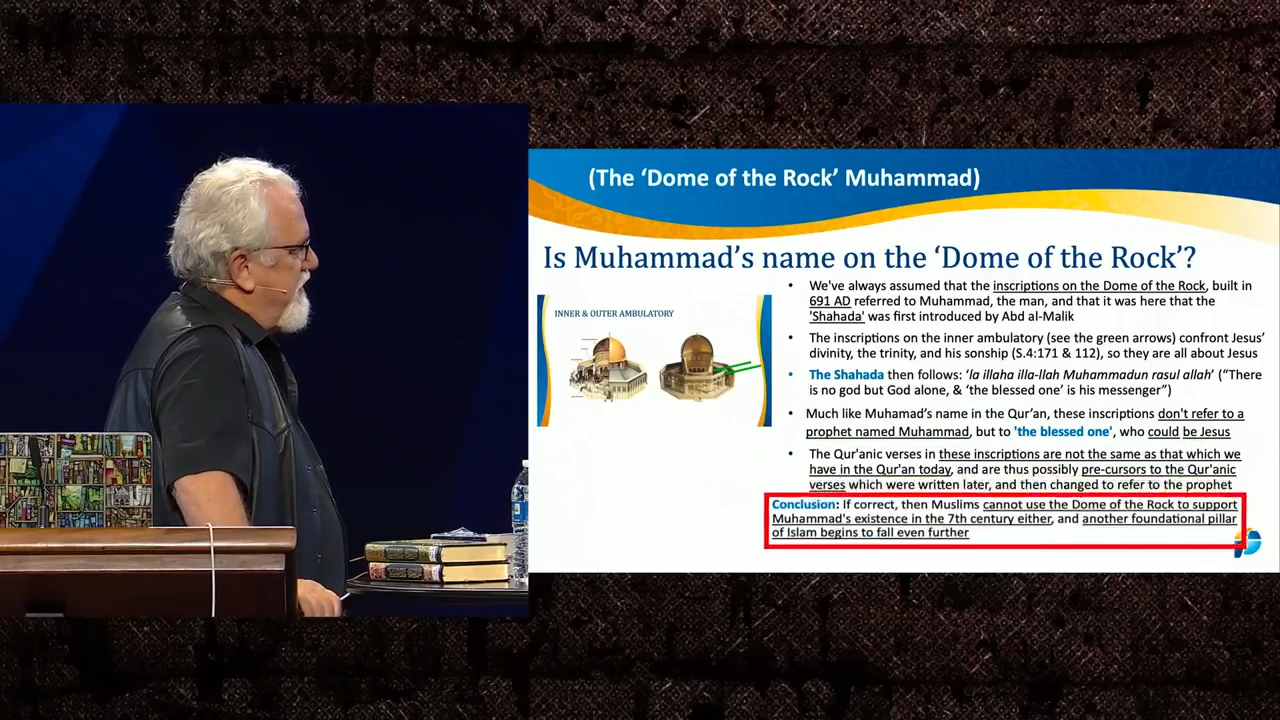 (The ‘Dome of the Rock’ Muhammad)
Is Muhammad’s name on the ‘Dome of the Rock’?
INNER & OUTER AMBULATORY
• We've always assumed that the inscriptions on the Dome of the Rock, built in
691 AD referred to Muhammad, the man, and that it was here that the
'Shahada' was first introduced by Abd al-Malik
• The inscriptions on the inner ambulatory (see the green arrows) confront Jesus’
divinity, the trinity, and his sonship (S.4:171 & 112), so they are all about Jesus
• The Shahada then follows: ‘la illaha illa-llah Muhammadun rasul allah’ (“There
is no god but God alone, & ‘the blessed one’ is his messenger”)
• Much like Muhamad’s name in the Qur’an, these inscriptions don't refer to a
prophet named Muhammad, but to 'the blessed one', who could be Jesus
• The Qur'anic verses in these inscriptions are not the same as that which we
have in the Qur'an today, and are thus possibly pre-cursors to the Qur'anic
verses which were written later, and then changed to refer to the prophet
Conclusion: If correct, then Muslims cannot use the Dome of the Rock to support
Muhammad's existence in the 7th century either, and another foundational pillar
of Islam begins to fall even further